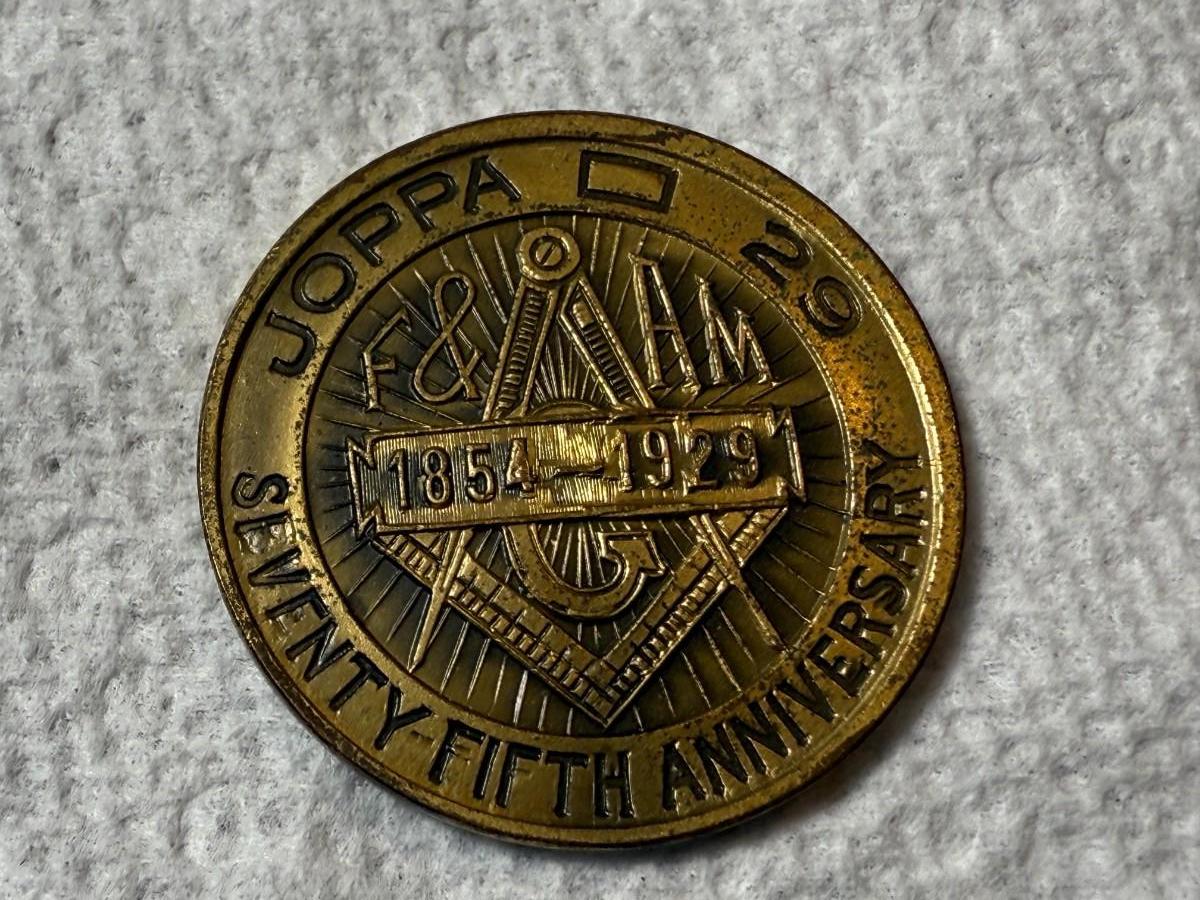 JOPPA ▭ 29
F & AM
1854—1929
SEVENTY-FIFTH ANNIVERSARY